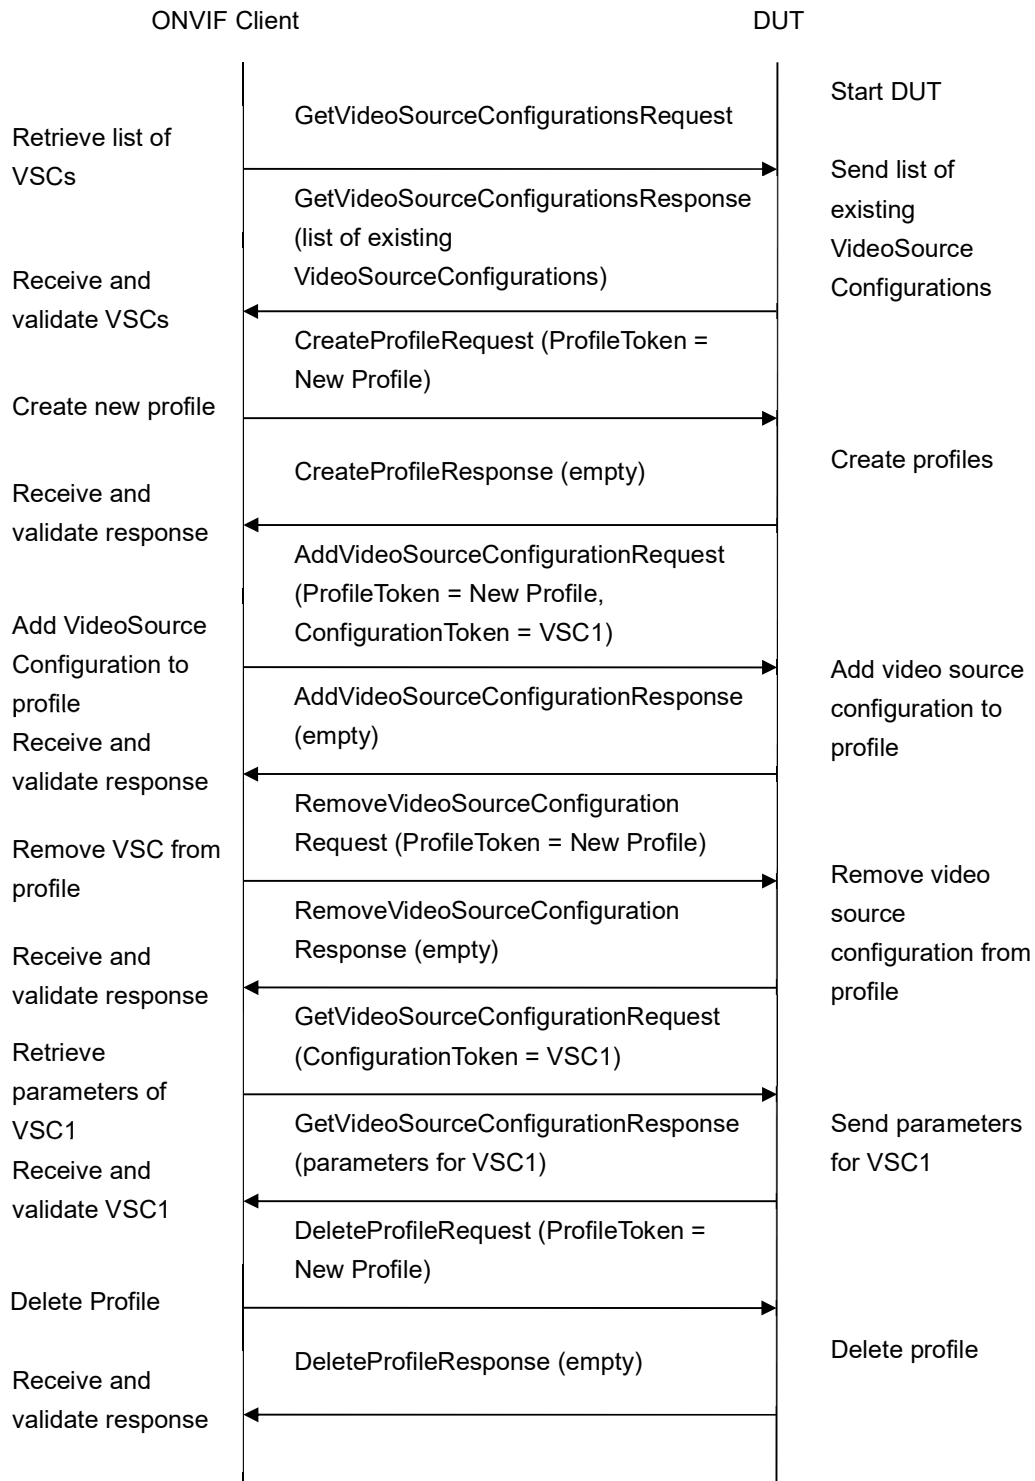 ONVIF Client
DUT
Start DUT
GetVideoSourceConfigurationsRequest
Retrieve list of
VSCs
Send list of
existing
VideoSource
Configurations
GetVideoSourceConfigurationsResponse
(list of existing
VideoSourceConfigurations)
Receive and
validate VSCs
CreateProfileRequest (ProfileToken =
New Profile)
Create new profile
Create profiles
CreateProfileResponse (empty)
Receive and
validate response
AddVideoSourceConfigurationRequest
(ProfileToken = New Profile,
ConfigurationToken = VSC1)
Add VideoSource
Configuration to
profile
Add video source
configuration to
profile
AddVideoSourceConfigurationResponse
(empty)
Receive and
validate response
RemoveVideoSourceConfiguration
Request (ProfileToken = New Profile)
Remove VSC from
profile
Remove video
source
configuration from
profile
RemoveVideoSourceConfiguration
Response (empty)
Receive and
validate response
GetVideoSourceConfigurationRequest
(ConfigurationToken = VSC1)
Retrieve
parameters of
VSC1
Send parameters
for VSC1
GetVideoSourceConfigurationResponse
(parameters for VSC1)
Receive and
validate VSC1
DeleteProfileRequest (ProfileToken =
New Profile)
Delete Profile
Delete profile
DeleteProfileResponse (empty)
Receive and
validate response